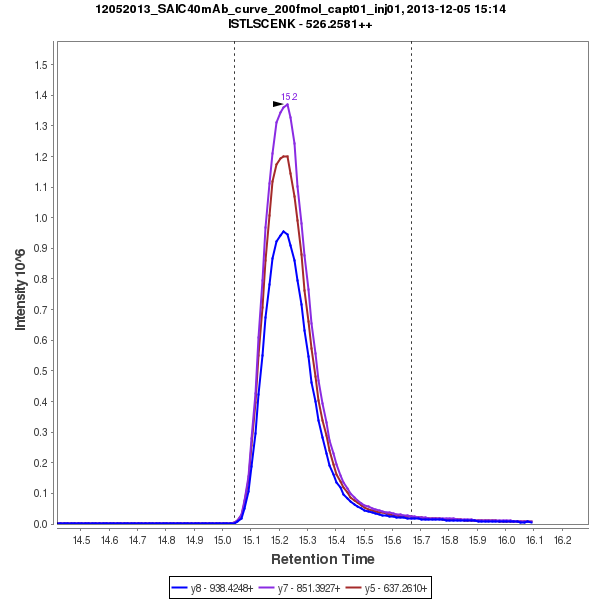 12052013_SAIC40mAb_curve_200fmol_capt01_inj01, 2013-12-05 15:14
ISTLSCENK - 526.2581++
15.2
Intensity 10^6
1.5
1.4
1.3
1.2
1.1
1.0
0.9
0.8
0.7
0.6
0.5
0.4
0.3
0.2
0.1
0.0
14.5 14.6 14.7 14.8 14.9 15.0 15.1 15.2 15.3 15.4 15.5 15.6 15.7 15.8 15.9 16.0 16.1 16.2
Retention Time
y8 - 938.4248+ y7 - 851.3927+ y5 - 637.2610+